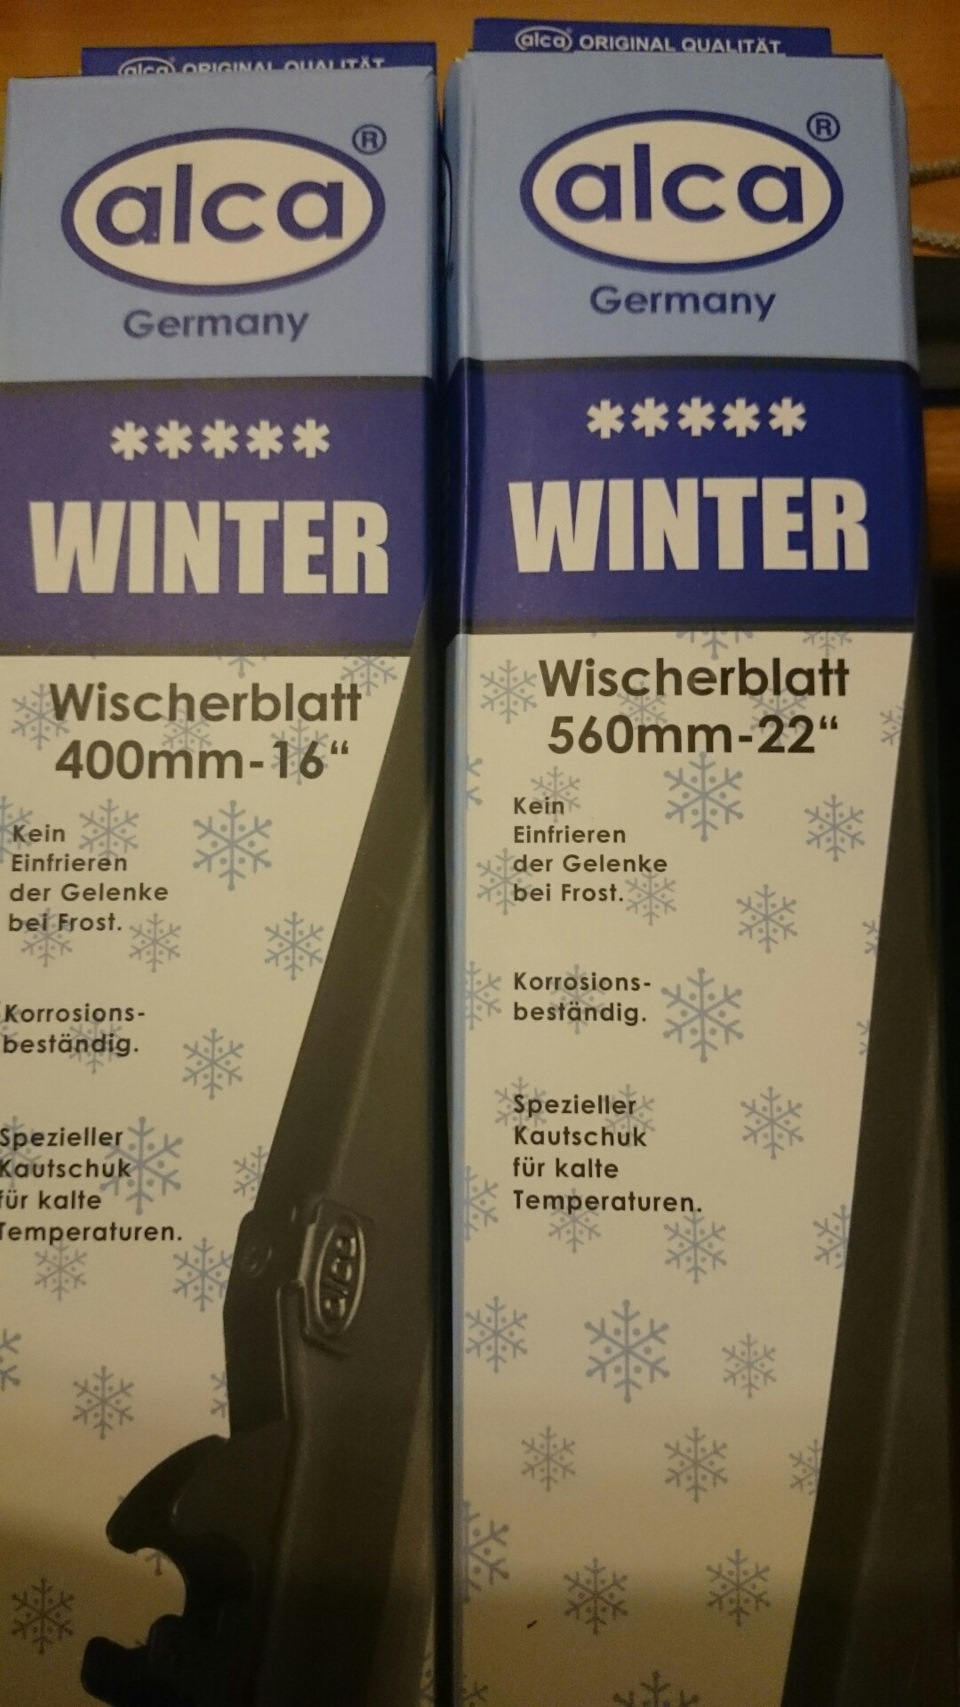 alca ORIGINAL QUALITÄT
alca®
Germany
*****
WINTER
Wischerblatt
400mm-16“
Kein
Einfrieren
der Gelenke
bei Frost.
Korrosions-
beständig.
Spezieller
Kautschuk
für kalte
Temperaturen.
alca
alca ORIGINAL QUALITÄT
alca®
Germany
*****
WINTER
Wischerblatt
560mm-22“
Kein
Einfrieren
der Gelenke
bei Frost.
Korrosions-
beständig.
Spezieller
Kautschuk
für kalte
Temperaturen.